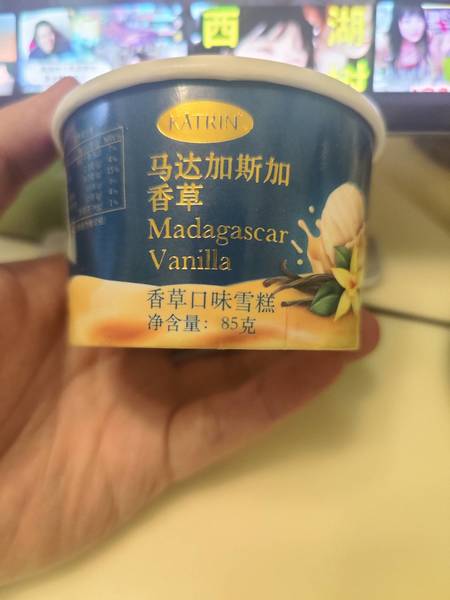 西
湖
KATRIN
马达加斯加
香草
Madagascar
Vanilla
香草口味雪糕
净含量：85克